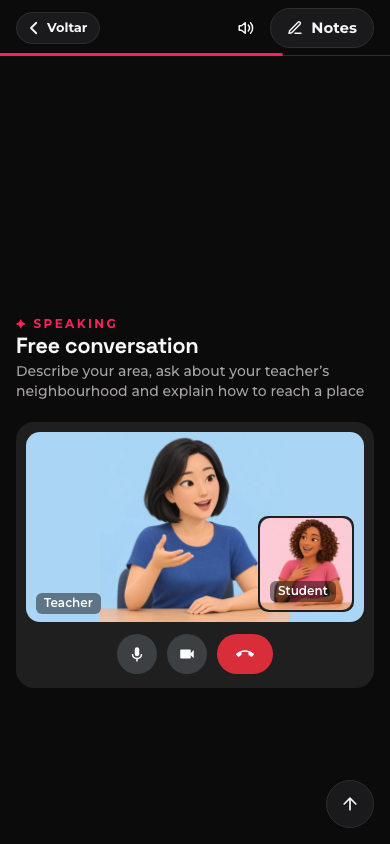 Voltar
Notes
SPEAKING
Free conversation
Describe your area, ask about your teacher’s
neighbourhood and explain how to reach a place
Teacher
Student